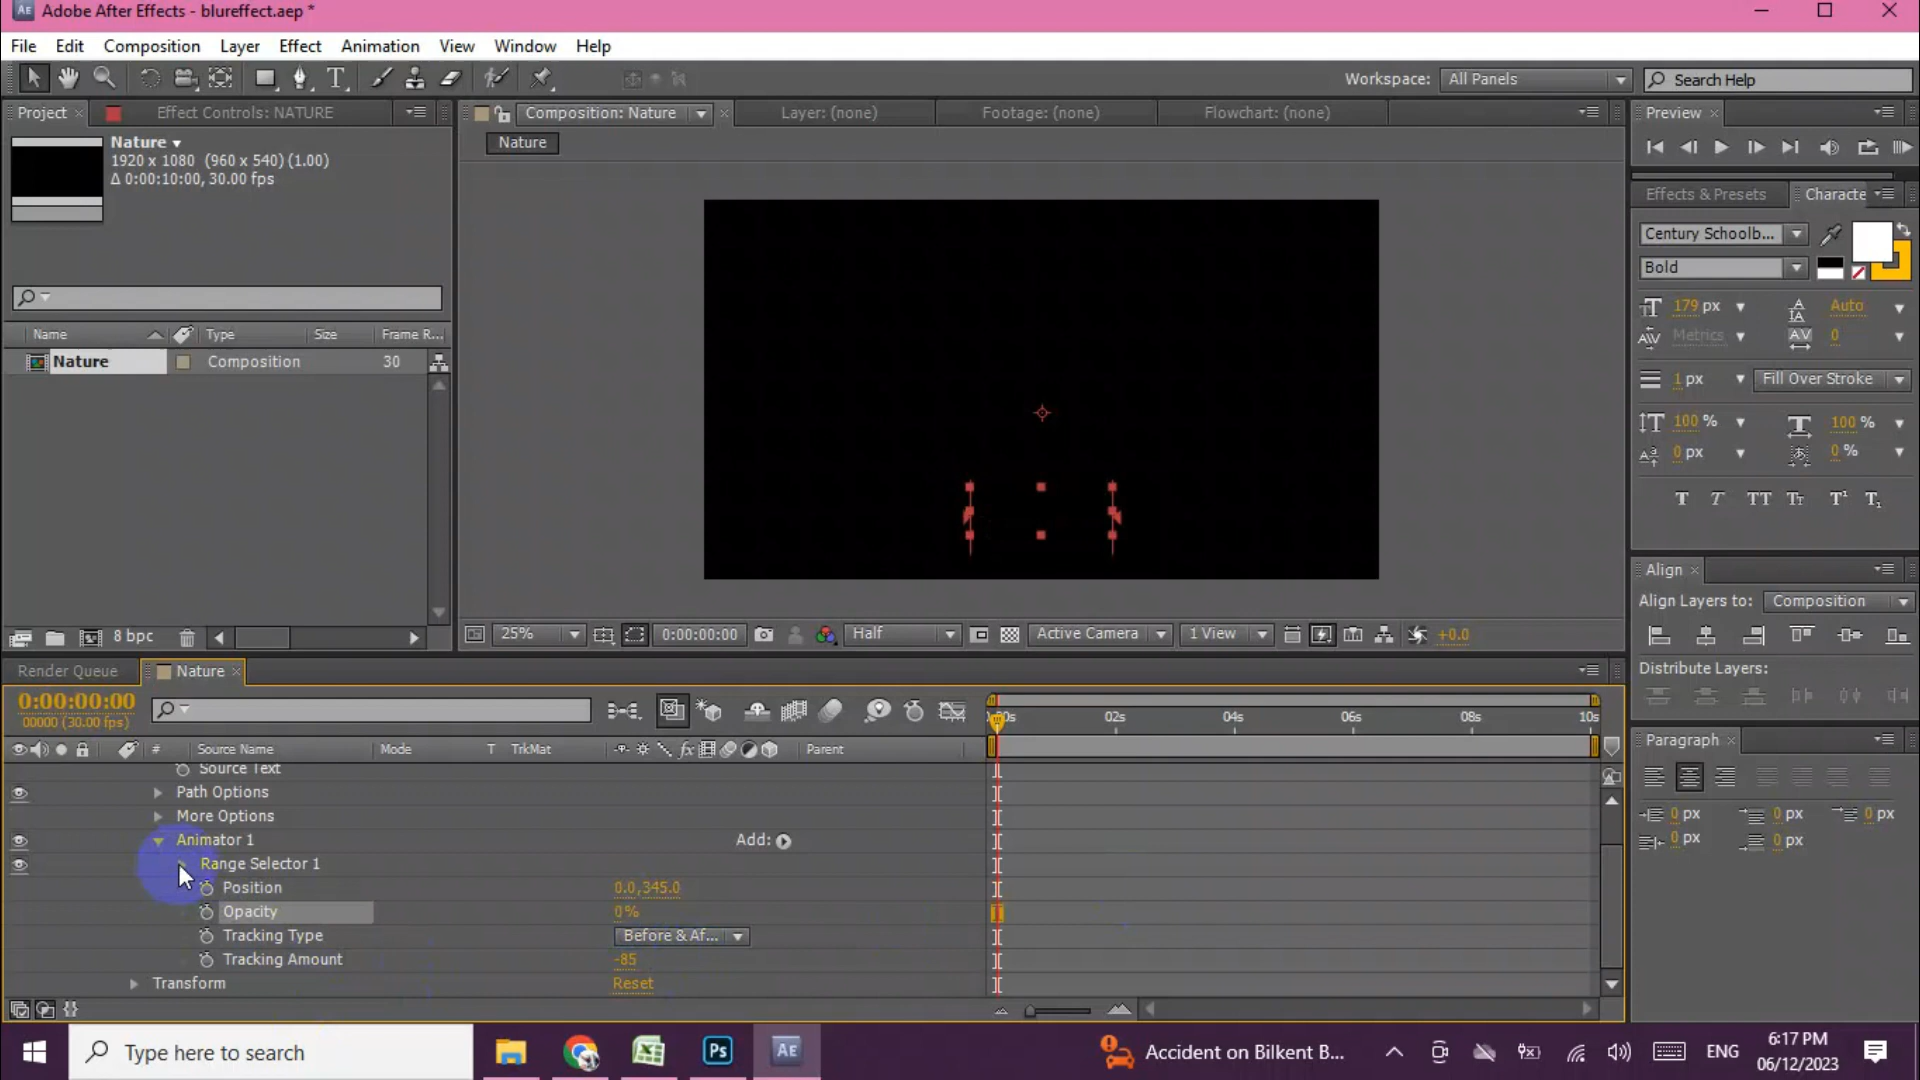 Adobe After Effects - blureffect.aep *
File Edit Composition Layer Effect Animation View Window Help
Workspace: All Panels Search Help
Project × Effect Controls: NATURE
Composition: Nature × Layer: (none) Footage: (none) Flowchart: (none)
Preview ×
Nature
1920 x 1080 (960 x 540) (1.00)
Δ 0:00:10:00, 30.00 fps
Nature
Effects & Presets Characte
Century Schoolb...
Bold
179 px Auto
Metrics 0
1 px Fill Over Stroke
100 % 100 %
0 px 0 %
T T TT Tt T¹ T₁
Name Type Size Frame R...
Nature Composition 30
Align ×
Align Layers to: Composition
Distribute Layers:
8 bpc
25% 0:00:00:00 Half Active Camera 1 View +0.0
Render Queue Nature ×
0:00:00:00
00000 (30.00 fps)
00s 02s 04s 06s 08s 10s
# Source Name Mode T TrkMat fx Parent
Source Text
Path Options
More Options
Animator 1 Add:
Range Selector 1
Position 0.0,345.0
Opacity 0%
Tracking Type Before & Af...
Tracking Amount -85
Transform Reset
Paragraph ×
0 px 0 px 0 px
0 px 0 px
Type here to search
Ps
AE
Accident on Bilkent B...
ENG
6:17 PM
06/12/2023